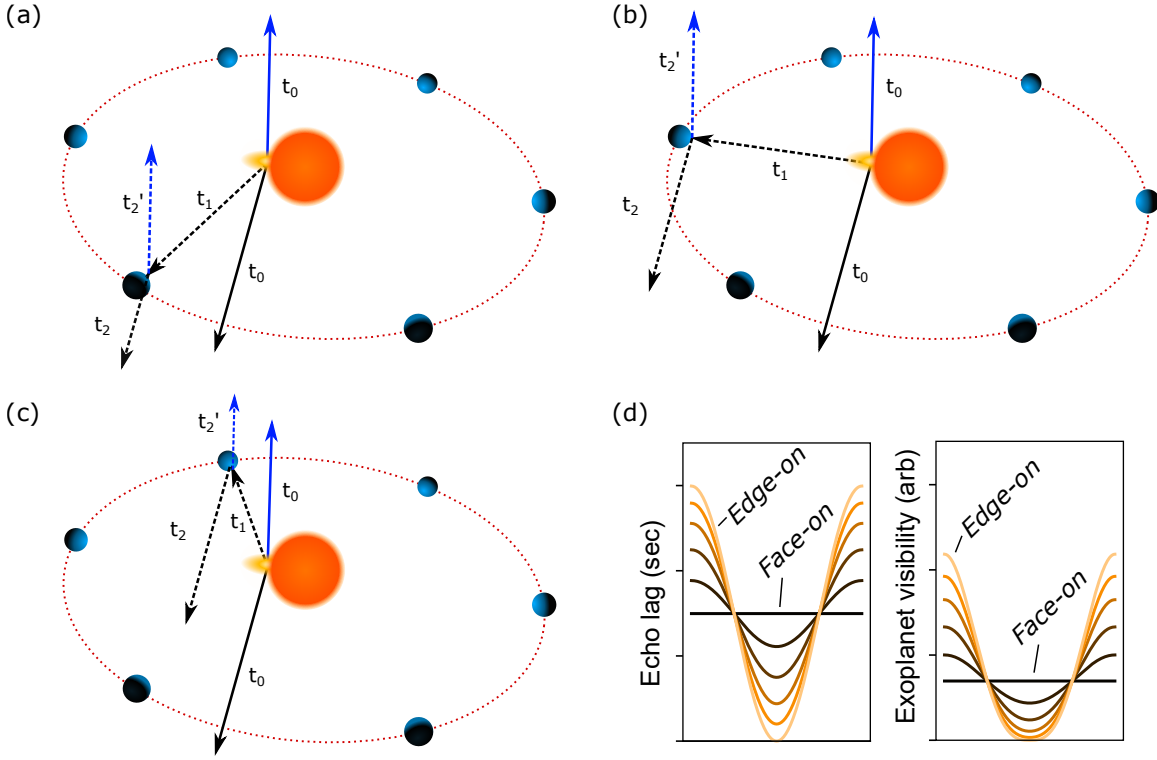 (a)
t0
t2'
t1
t0
t2
(b)
t2'
t0
t1
t2
t0
(c)
t2'
t0
t1
t2
t0
(d)
Echo lag (sec)
Edge-on
Face-on
Exoplanet visibility (arb)
Edge-on
Face-on